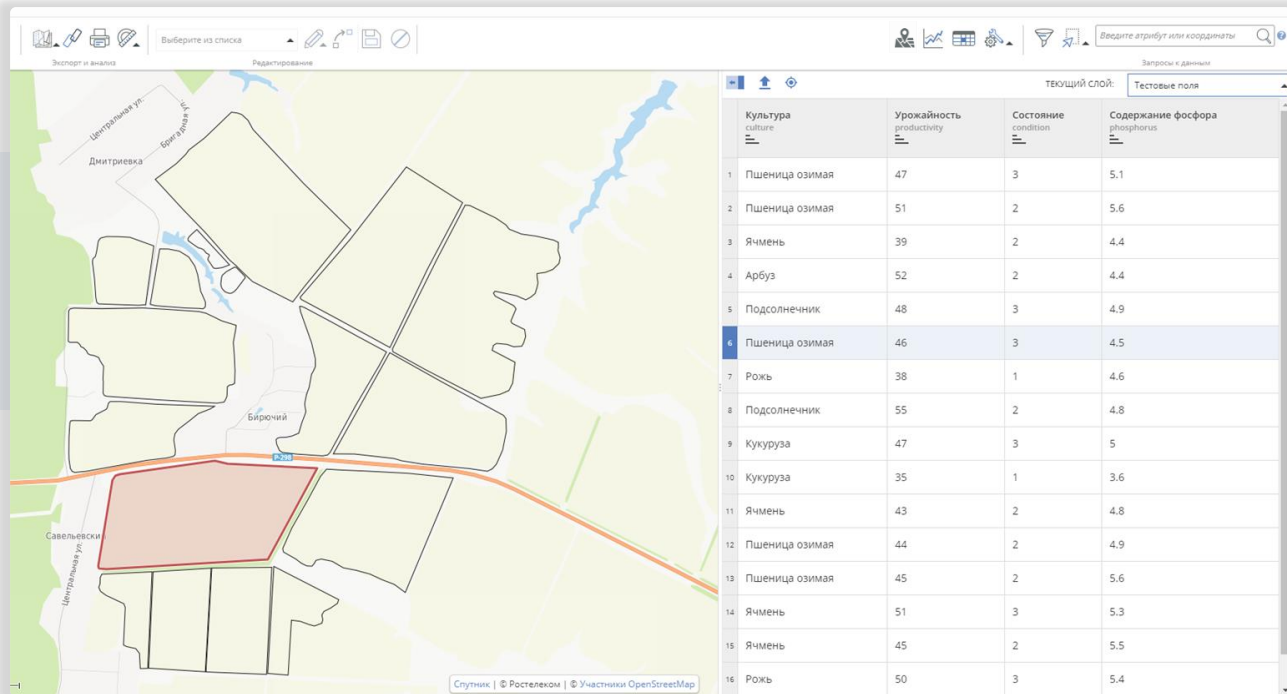 Выберите из списка
Введите атрибут или координаты
Экспорт и анализ
Редактирование
Запросы к данным
ТЕКУЩИЙ СЛОЙ:
Тестовые поля
Центральная ул.
Бригадная ул.
Дмитриевка
Бирючий
Р-298
Савельевский
Центральная ул.
Спутник | © Ростелеком | © Участники OpenStreetMap
Культура Урожайность Состояние Содержание фосфора
culture productivity condition phosphorus
1 Пшеница озимая 47 3 5.1
2 Пшеница озимая 51 2 5.6
3 Ячмень 39 2 4.4
4 Арбуз 52 2 4.4
5 Подсолнечник 48 3 4.9
6 Пшеница озимая 46 3 4.5
7 Рожь 38 1 4.6
8 Подсолнечник 55 2 4.8
9 Кукуруза 47 3 5
10 Кукуруза 35 1 3.6
11 Ячмень 43 2 4.8
12 Пшеница озимая 44 2 4.9
13 Пшеница озимая 45 2 5.6
14 Ячмень 51 3 5.3
15 Ячмень 45 2 5.5
16 Рожь 50 3 5.4